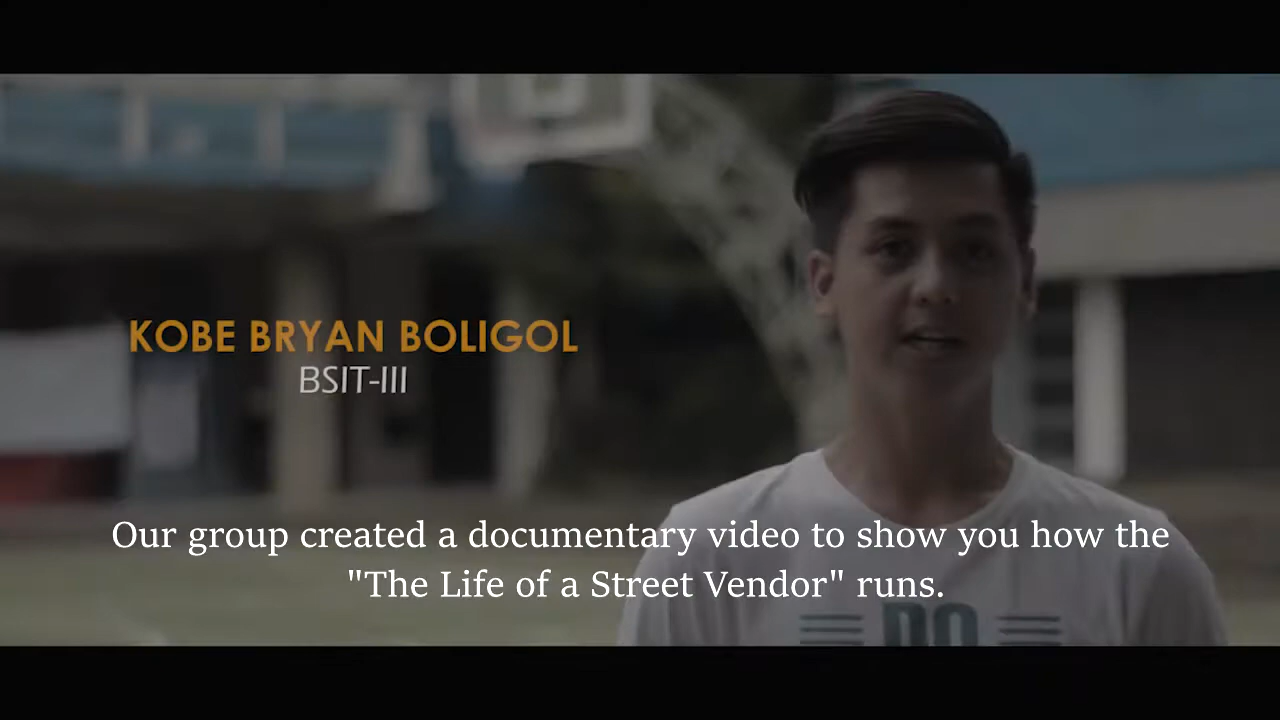 KOBE BRYAN BOLIGOL
BSIT-III
Our group created a documentary video to show you how the
"The Life of a Street Vendor" runs.
DO